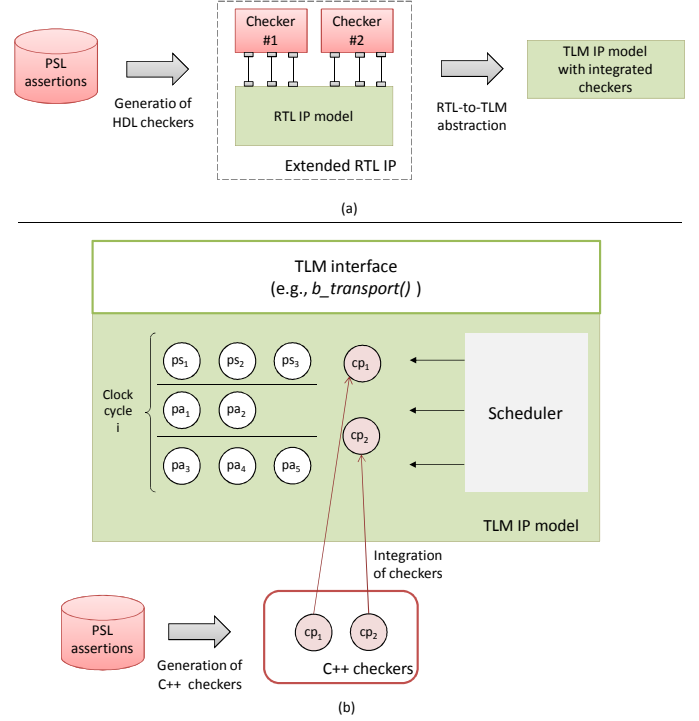 PSL
assertions
Generatio of
HDL checkers
Checker
#1
Checker
#2
RTL IP model
Extended RTL IP
RTL-to-TLM
abstraction
TLM IP model
with integrated
checkers
(a)
TLM interface
(e.g., b_transport() )
Clock
cycle
i
ps1 ps2 ps3
pa1 pa2
pa3 pa4 pa5
cp1
cp2
Scheduler
TLM IP model
Integration
of checkers
PSL
assertions
Generation of
C++ checkers
cp1 cp2
C++ checkers
(b)